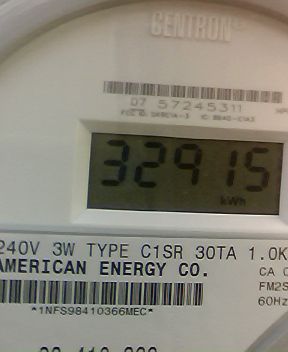 CENTRON
07 57245311
32915
kWh
240V 3W TYPE C1SR 30TA 1.0K
AMERICAN ENERGY CO.
CA 0
FM2S
60Hz
*1NFS98410366MEC*